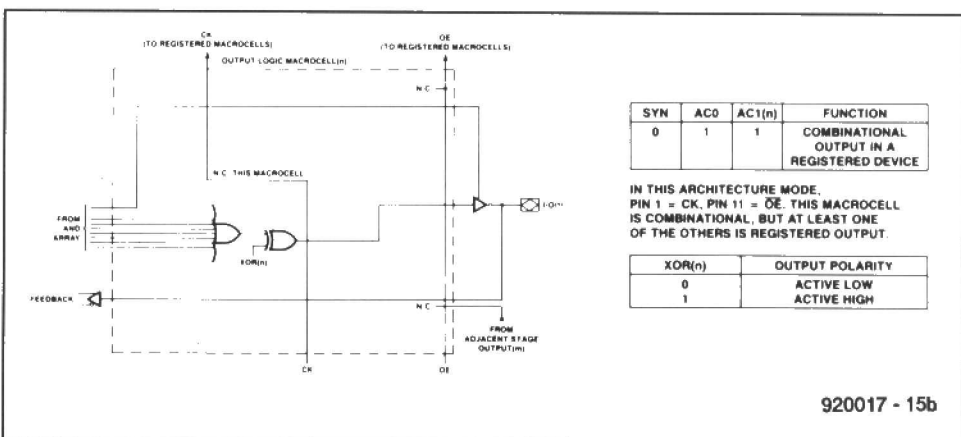 CK
(TO REGISTERED MACROCELLS)
OE
(TO REGISTERED MACROCELLS)
OUTPUT LOGIC MACROCELL(n)
N C
N C THIS MACROCELL
FROM
AND
ARRAY
XOR(n)
I/O(n)
FEEDBACK
N C
FROM
ADJACENT STAGE
OUTPUT(m)
CK
OE
SYN AC0 AC1(n) FUNCTION
0 1 1 COMBINATIONAL
OUTPUT IN A
REGISTERED DEVICE
IN THIS ARCHITECTURE MODE,
PIN 1 = CK, PIN 11 = O̅E̅. THIS MACROCELL
IS COMBINATIONAL, BUT AT LEAST ONE
OF THE OTHERS IS REGISTERED OUTPUT.
XOR(n) OUTPUT POLARITY
0 ACTIVE LOW
1 ACTIVE HIGH
920017 - 15b